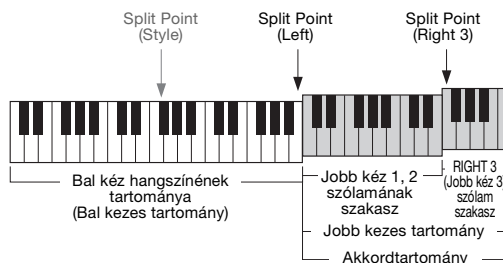 Split Point
(Style)
Split Point
(Left)
Split Point
(Right 3)
Bal kéz hangszínének
tartománya
(Bal kezes tartomány)
Jobb kéz 1, 2
szólamának
szakasz
RIGHT 3
(Jobb kéz 3)
szólam
szakasz
Jobb kezes tartomány
Akkordtartomány